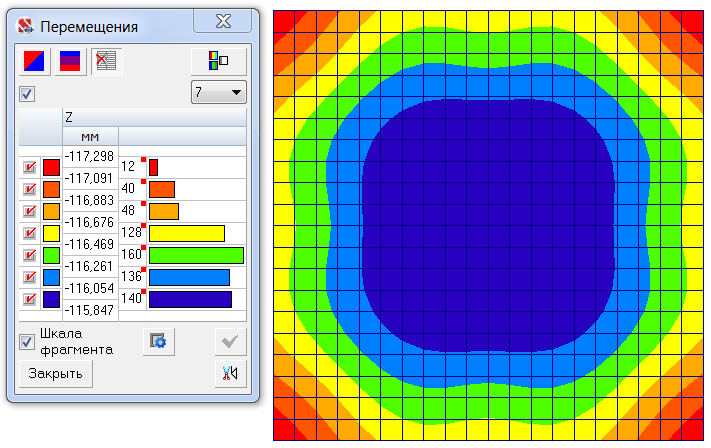 Перемещения
7
Z
мм
-117,298
12
-117,091
40
-116,883
48
-116,676
128
-116,469
160
-116,261
136
-116,054
140
-115,847
Шкала
фрагмента
Закрыть